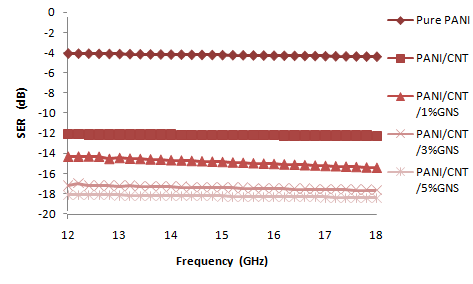 0
-2
-4
-6
-8
-10
-12
-14
-16
-18
-20
SER (dB)
12 13 14 15 16 17 18
Frequency (GHz)
Pure PANI
PANI/CNT
PANI/CNT
/1%GNS
PANI/CNT
/3%GNS
PANI/CNT
/5%GNS